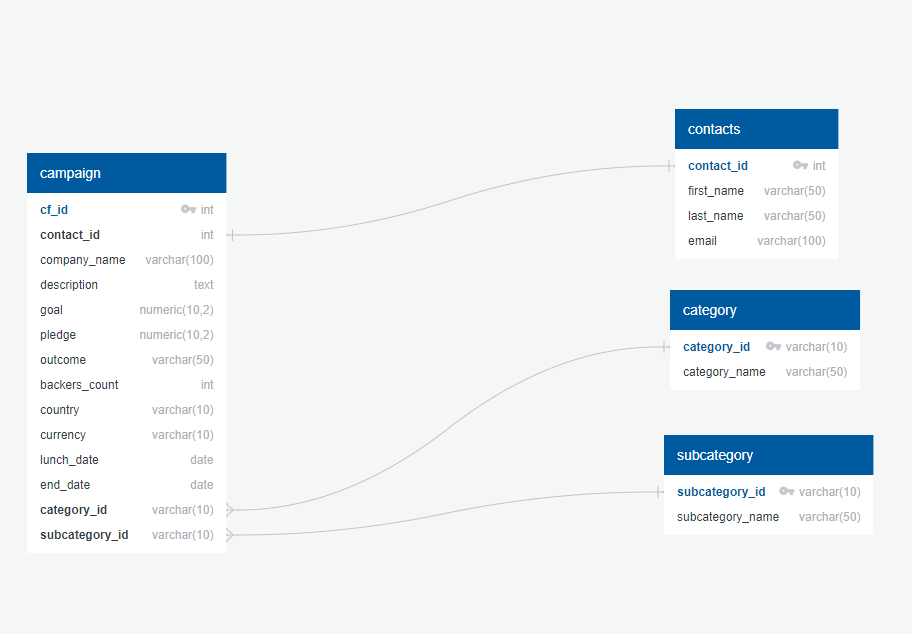 campaign
cf_id int
contact_id int
company_name varchar(100)
description text
goal numeric(10,2)
pledge numeric(10,2)
outcome varchar(50)
backers_count int
country varchar(10)
currency varchar(10)
lunch_date date
end_date date
category_id varchar(10)
subcategory_id varchar(10)
contacts
contact_id int
first_name varchar(50)
last_name varchar(50)
email varchar(100)
category
category_id varchar(10)
category_name varchar(50)
subcategory
subcategory_id varchar(10)
subcategory_name varchar(50)